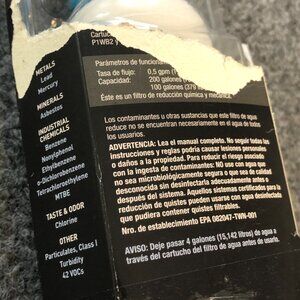 METALS
Lead
Mercury
MINERALS
Asbestos
INDUSTRIAL
CHEMICALS
Benzene
Nonylphenol
Ethylbenzene
o-Dichlorobenzene
Tetrachloroethylene
MTBE
TASTE & ODOR
Chlorine
OTHER
Particulates, Class I
Turbidity
42 VOCs
Cartuc
P1WB2 y
Parámetros de funcionam
Tasa de flujo: 0,5 gpm (1
Capacidad: 200 galones (
100 galones (379
Éste es un filtro de reducción química y mecánica
Los contaminantes u otras sustancias que este filtro de agua
reduce no se encuentran necesariamente en el agua de todos
los usuarios.
ADVERTENCIA: Lea el manual completo. No seguir todas las
instrucciones y reglas podría causar lesiones personales
o daños a la propiedad. Para reducir el riesgo asociado
con la ingestión de contaminantes: NO use con agua que
no sea microbiológicamente segura o que sea de calidad
desconocida sin desinfectarla adecuadamente antes o
después del sistema. Aquellos sistemas certificados para la
reducción de quistes pueden usarse con agua desinfectada
que pudiera contener quistes filtrables.
Nro. de establecimiento EPA 082047-TWN-001
AVISO: Deje pasar 4 galones (15,142 litros) de agua a
través del cartucho del filtro de agua antes de usarlo.